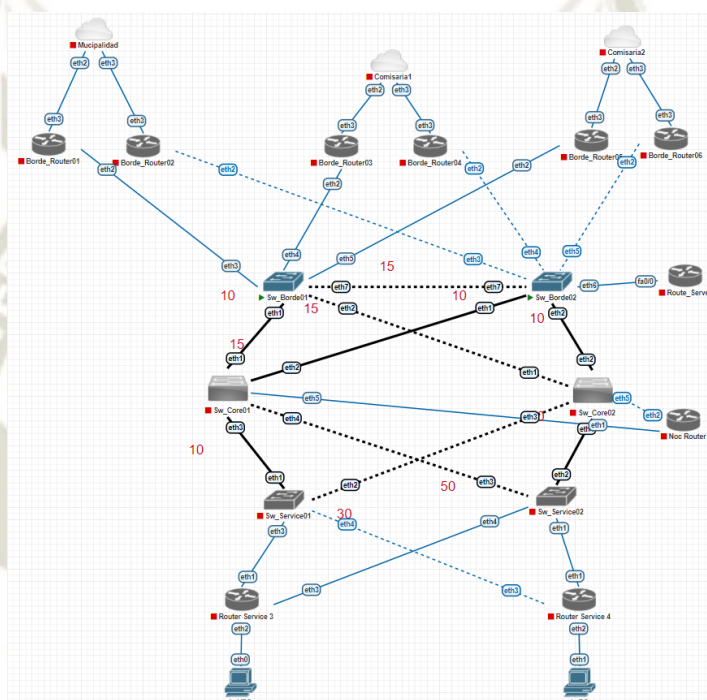 Mucipalidad
eth2 eth3
Comisaria1
eth2 eth3
Comisaria2
eth2 eth3
eth3 eth3
eth3 eth3
eth3 eth3
Borde_Router01
Borde_Router02
Borde_Router03
Borde_Router04
Borde_Router06
eth2
eth2
eth2
eth2
eth2
eth2
eth3
eth4
eth5
eth3
eth4
eth5
eth6 fa0/0
15
10
Sw_Borde01
eth7 eth7
10
Sw_Borde02
eth1
15
eth2
eth1
10
eth2
15
eth1
eth2
eth1
eth2
Sw_Core01
Sw_Core02
eth5
eth5
eth2
eth1
Noc Router
eth3
eth4
eth3
10
eth1
eth2
50
eth3
Sw_Service01
30
Sw_Service02
eth3
eth4
eth4
eth1
eth1
eth3
eth3
eth1
Router Service 3
Router Service 4
eth2
eth2
eth0
eth1